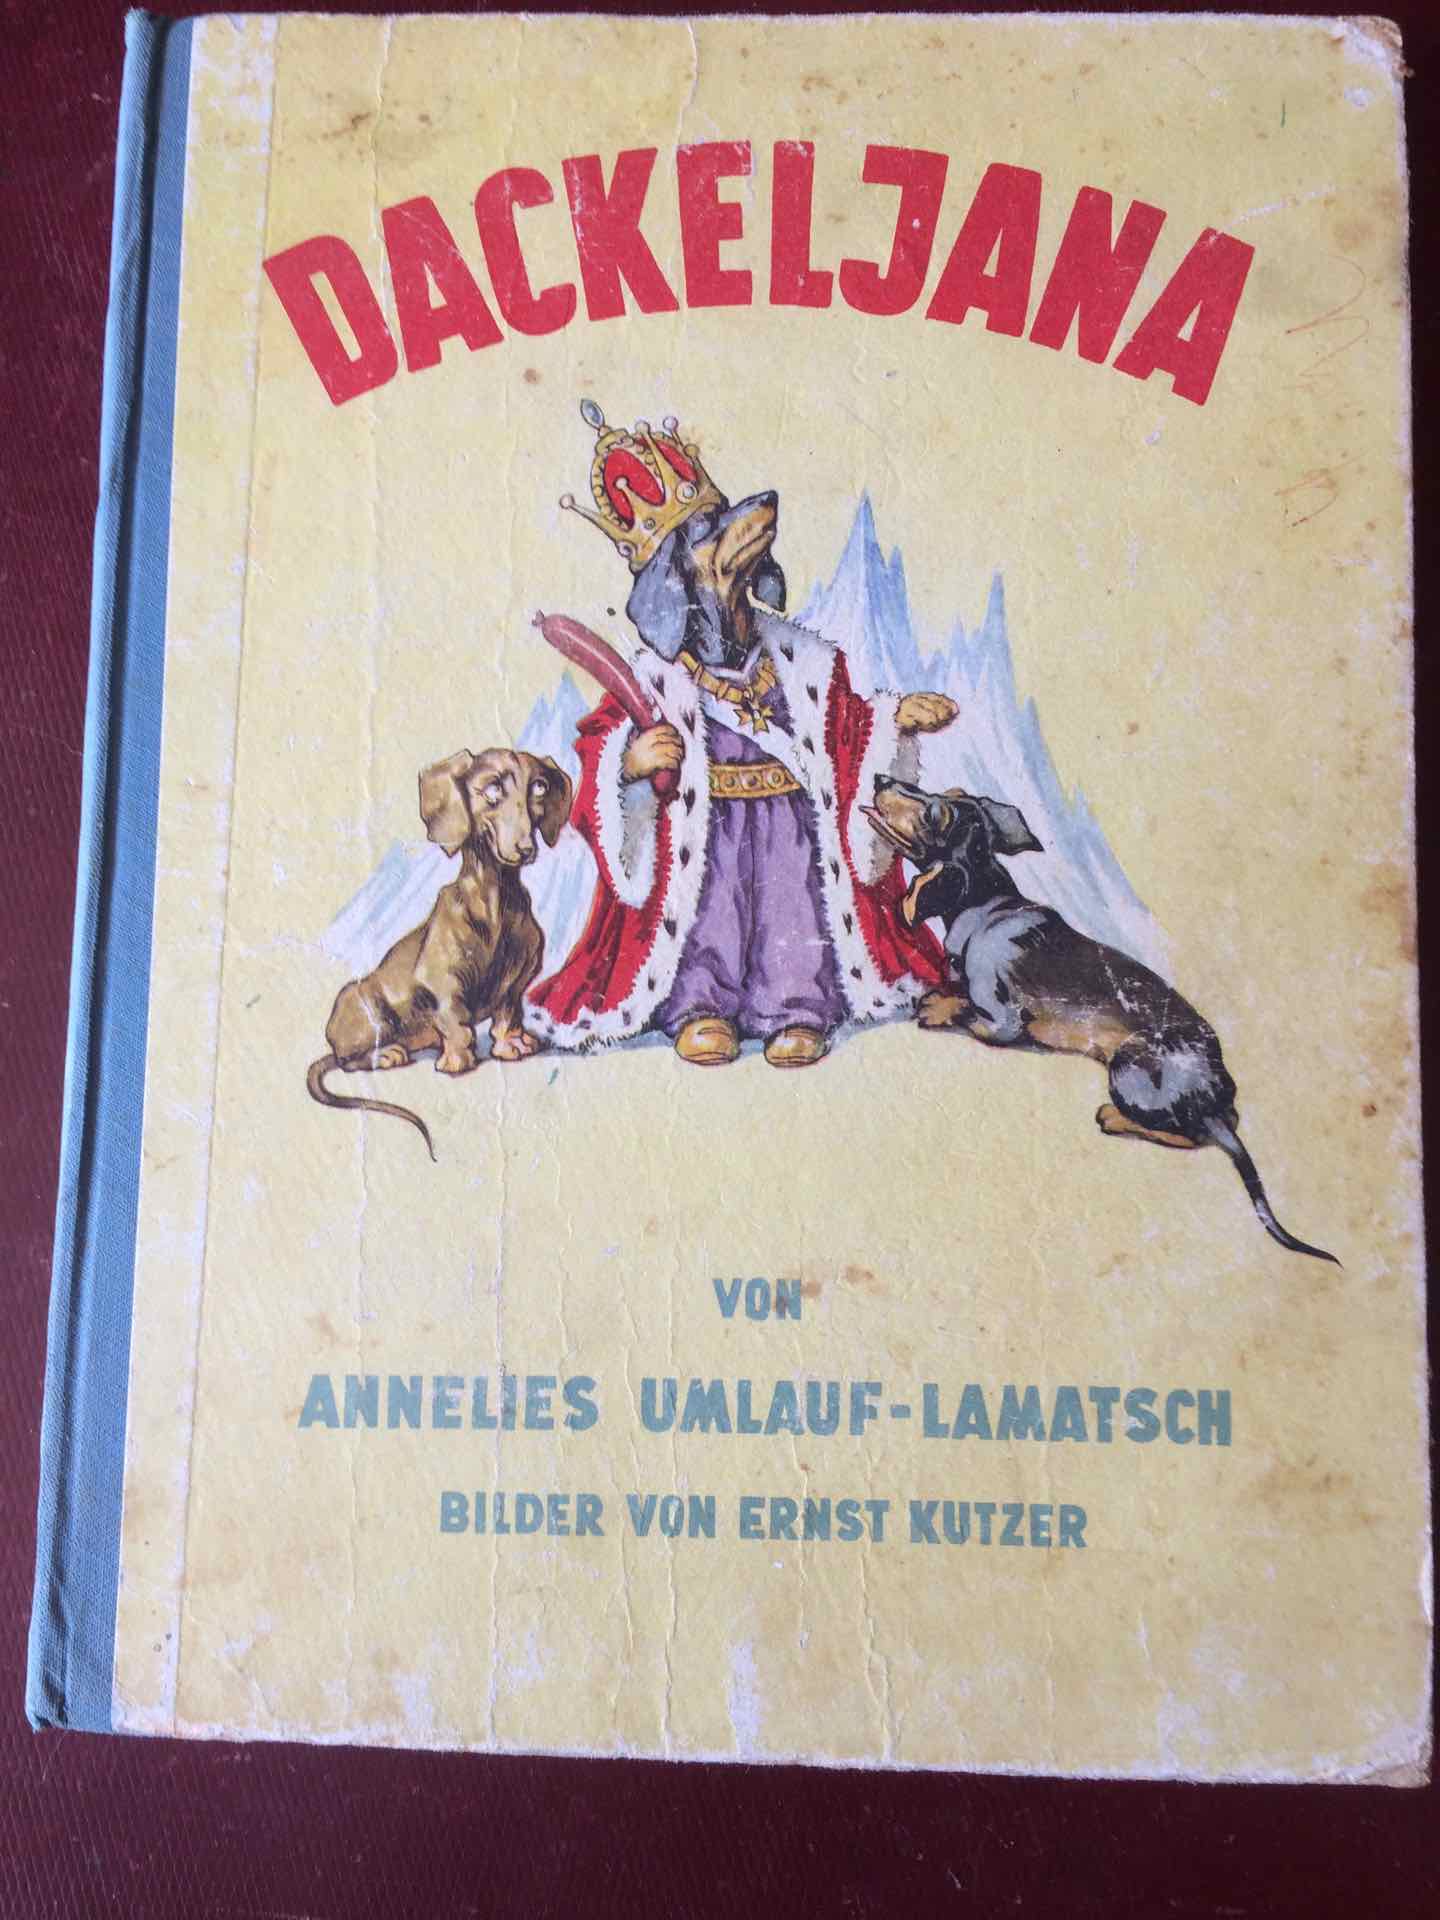 DACKELJANA
VON
ANNELIES UMLAUF-LAMATSCH
BILDER VON ERNST KUTZER